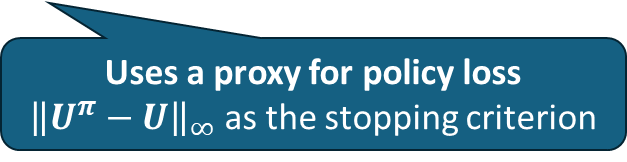 Uses a proxy for policy loss
‖U^π − U‖_∞ as the stopping criterion